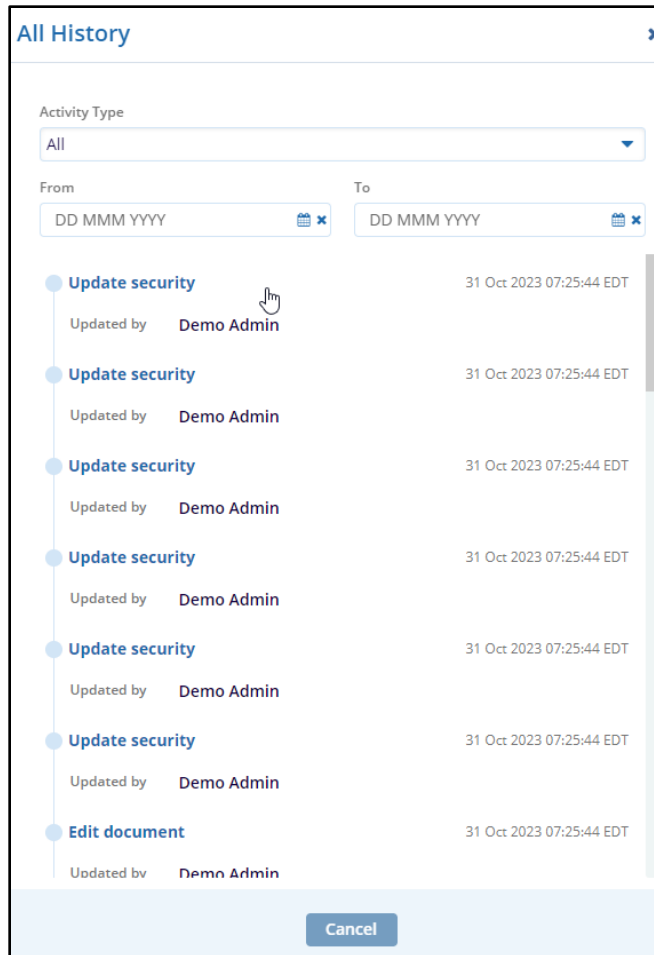 All History
Activity Type
All
From To
DD MMM YYYY DD MMM YYYY
Update security 31 Oct 2023 07:25:44 EDT
Updated by Demo Admin
Update security 31 Oct 2023 07:25:44 EDT
Updated by Demo Admin
Update security 31 Oct 2023 07:25:44 EDT
Updated by Demo Admin
Update security 31 Oct 2023 07:25:44 EDT
Updated by Demo Admin
Update security 31 Oct 2023 07:25:44 EDT
Updated by Demo Admin
Update security 31 Oct 2023 07:25:44 EDT
Updated by Demo Admin
Edit document 31 Oct 2023 07:25:44 EDT
Updated by Demo Admin
Cancel